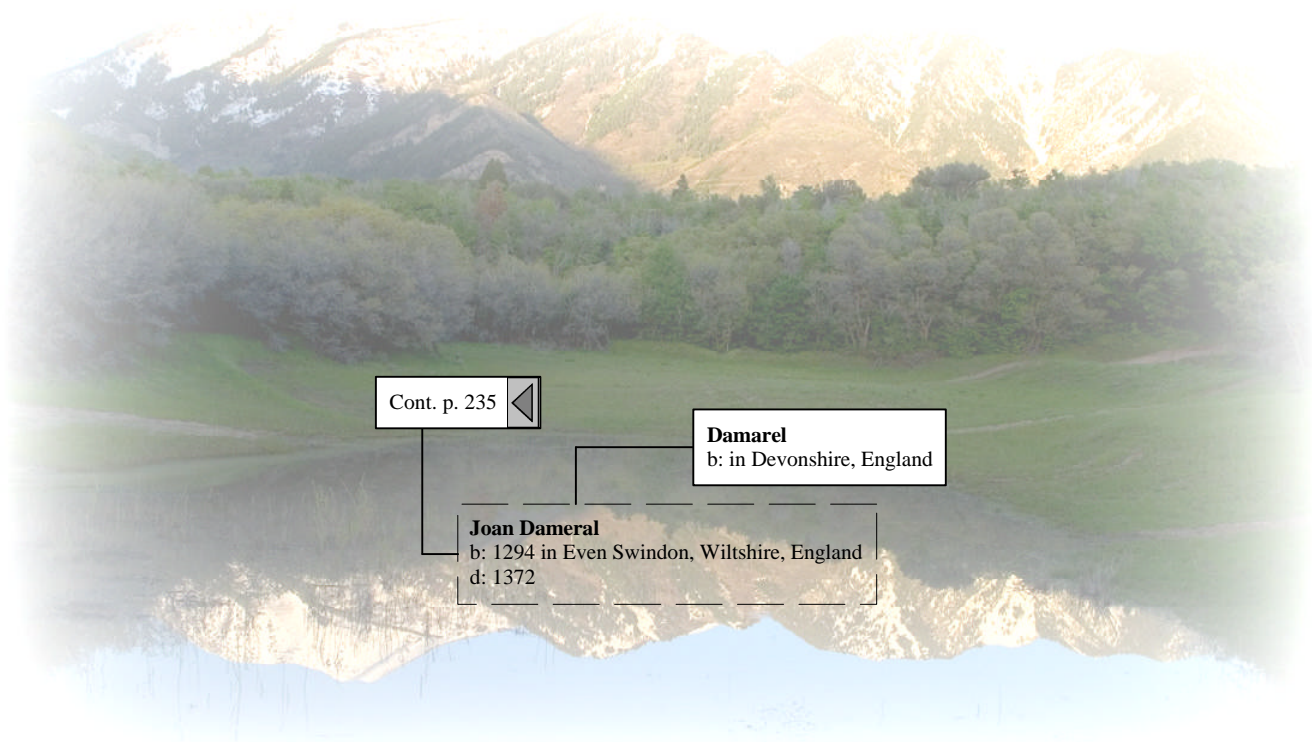 Cont. p. 235
Damarel
b: in Devonshire, England
Joan Dameral
b: 1294 in Even Swindon, Wiltshire, England
d: 1372